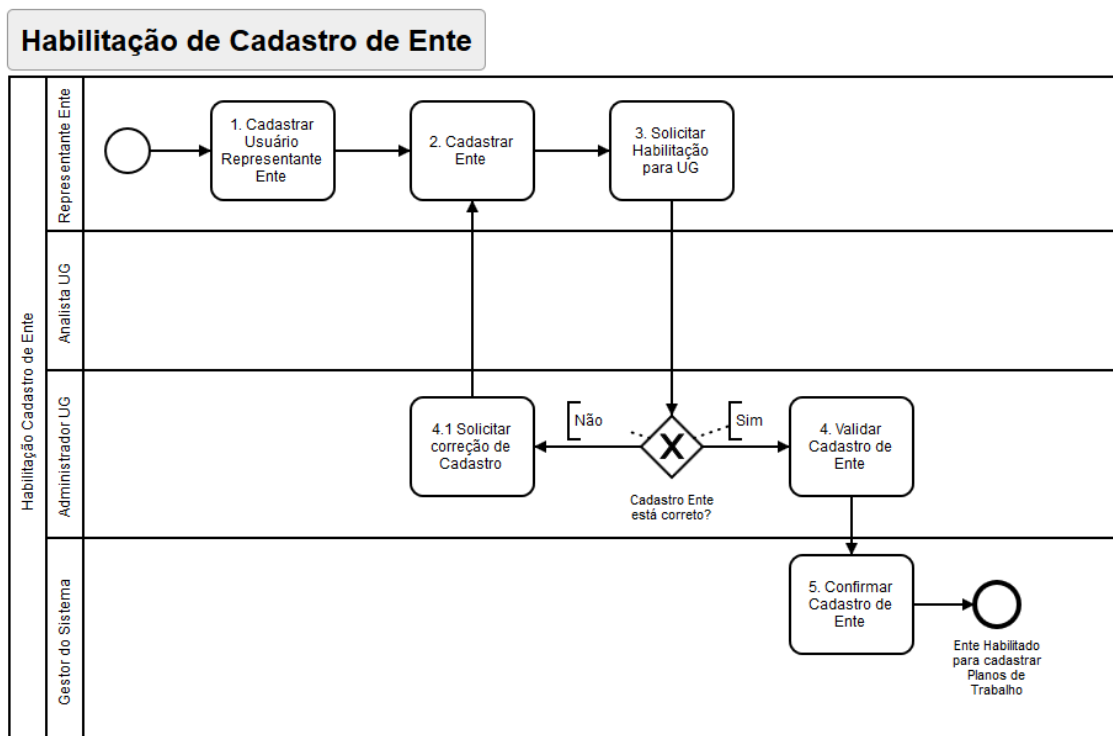 Habilitação de Cadastro de Ente
Habilitação Cadastro de Ente
Representante Ente
1. Cadastrar
Usuário
Representante
Ente
2. Cadastrar
Ente
3. Solicitar
Habilitação
para UG
Analista UG
Administrador UG
4.1 Solicitar
correção de
Cadastro
Não
X
Cadastro Ente
está correto?
Sim
4. Validar
Cadastro de
Ente
Gestor do Sistema
5. Confirmar
Cadastro de
Ente
Ente Habilitado
para cadastrar
Planos de
Trabalho